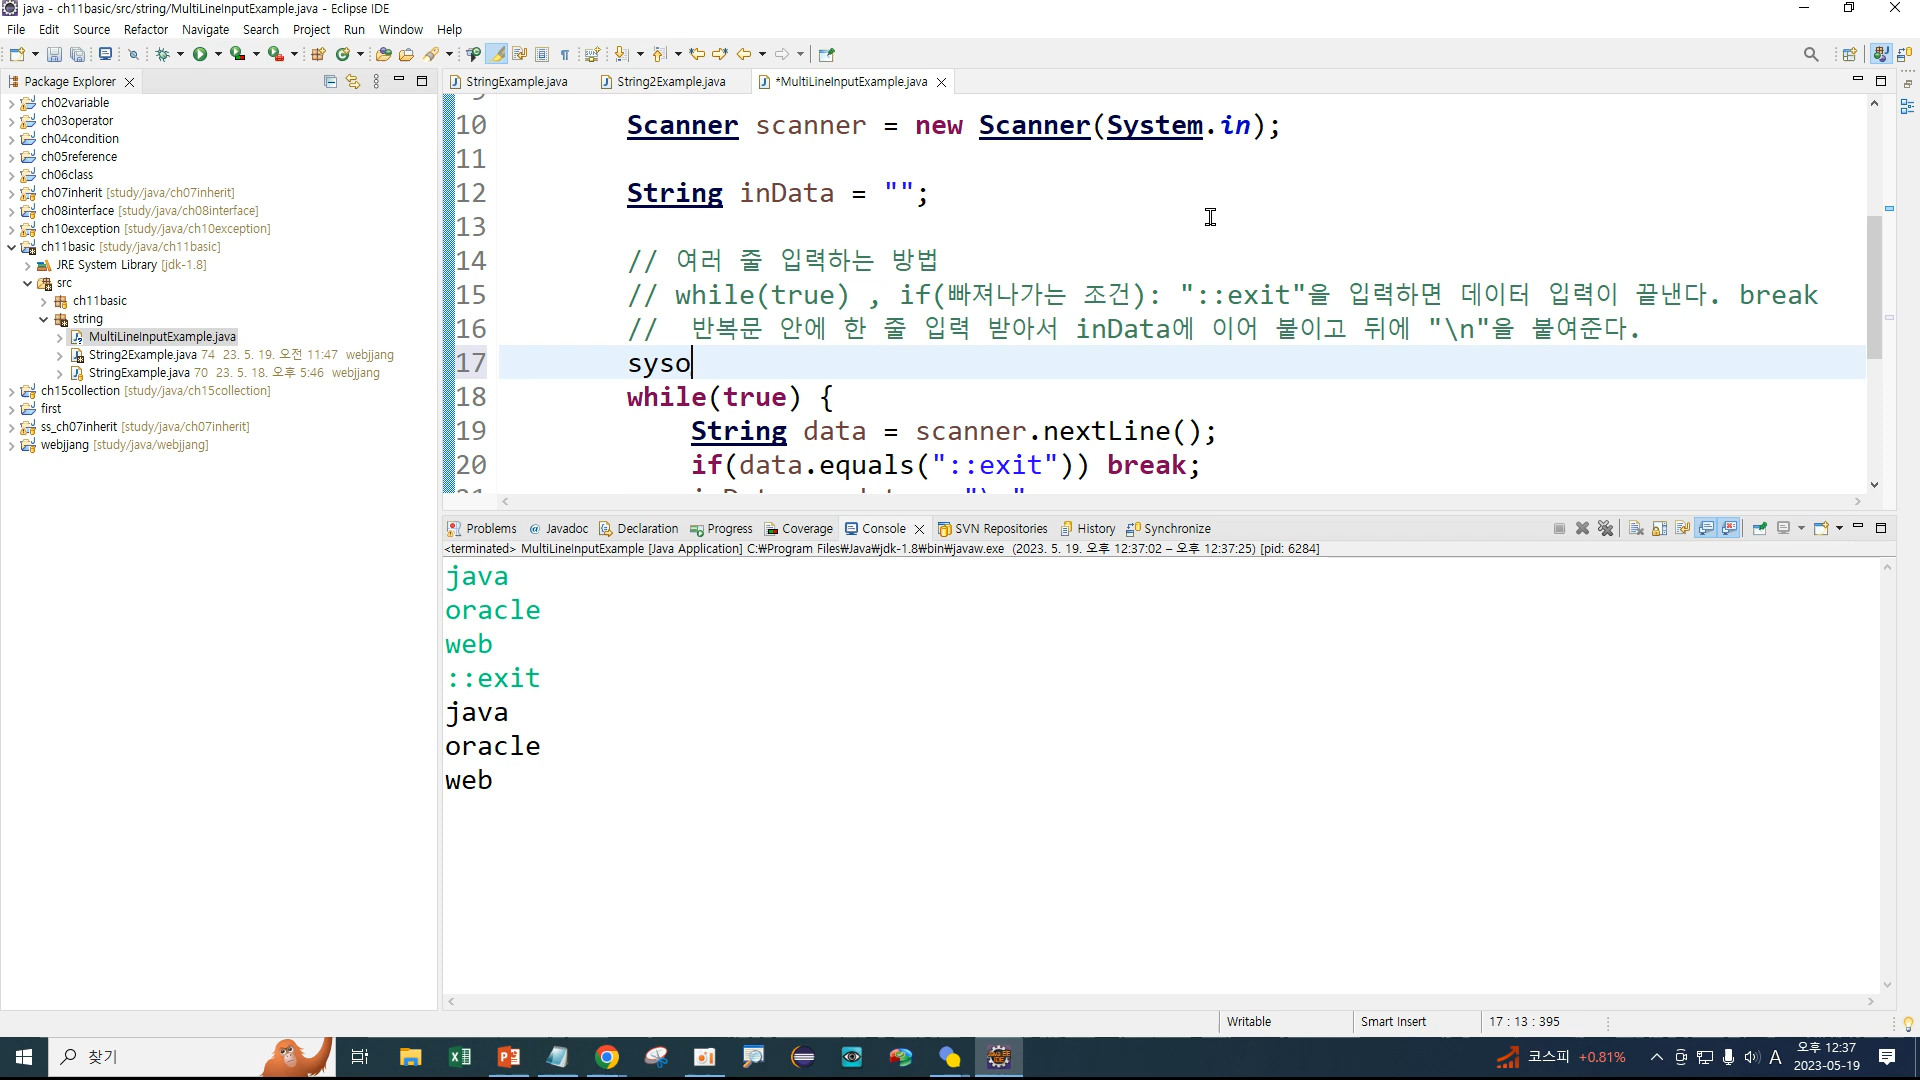 java - ch11basic/src/string/MultiLineInputExample.java - Eclipse IDE
File Edit Source Refactor Navigate Search Project Run Window Help
Package Explorer
StringExample.java
String2Example.java
*MultiLineInputExample.java
ch02variable
ch03operator
ch04condition
ch05reference
ch06class
ch07inherit [study/java/ch07inherit]
ch08interface [study/java/ch08interface]
ch10exception [study/java/ch10exception]
ch11basic [study/java/ch11basic]
JRE System Library [jdk-1.8]
src
ch11basic
string
MultiLineInputExample.java
String2Example.java 74 23. 5. 19. 오전 11:47 webjjang
StringExample.java 70 23. 5. 18. 오후 5:46 webjjang
ch15collection [study/java/ch15collection]
first
ss_ch07inherit [study/java/ch07inherit]
webjjang [study/java/webjjang]
10 Scanner scanner = new Scanner(System.in);
11
12 String inData = "";
13
14 // 여러 줄 입력하는 방법
15 // while(true) , if(빠져나가는 조건): "::exit"을 입력하면 데이터 입력이 끝낸다. break
16 // 반복문 안에 한 줄 입력 받아서 inData에 이어 붙이고 뒤에 "\n"을 붙여준다.
17 syso
18 while(true) {
19 String data = scanner.nextLine();
20 if(data.equals("::exit")) break;
Problems Javadoc Declaration Progress Coverage Console SVN Repositories History Synchronize
<terminated> MultiLineInputExample [Java Application] C:₩Program Files₩Java₩jdk-1.8₩bin₩javaw.exe (2023. 5. 19. 오후 12:37:02 – 오후 12:37:25) [pid: 6284]
java
oracle
web
::exit
java
oracle
web
Writable
Smart Insert
17 : 13 : 395
찾기
코스피 +0.81%
A
오후 12:37
2023-05-19